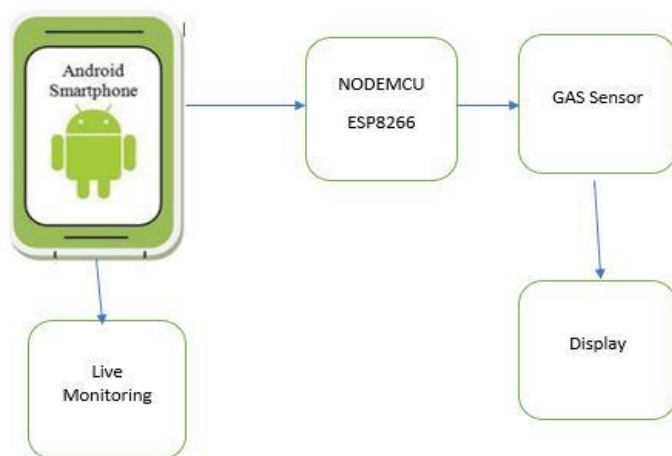 Android
Smartphone
NODEMCU
ESP8266
GAS Sensor
Live
Monitoring
Display